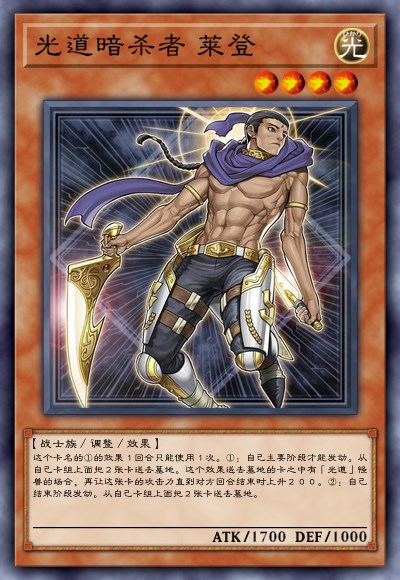 光道暗杀者 莱登
光
【战士族／调整／效果】
这个卡名的①的效果1回合只能使用1次。①：自己主要阶段才能发动。从
自己卡组上面把2张卡送去墓地。这个效果送去墓地的卡之中有「光道」怪
兽的场合，再让这张卡的攻击力直到对方回合结束时上升200。②：自己
结束阶段发动。从自己卡组上面把2张卡送去墓地。
ATK/1700 DEF/1000